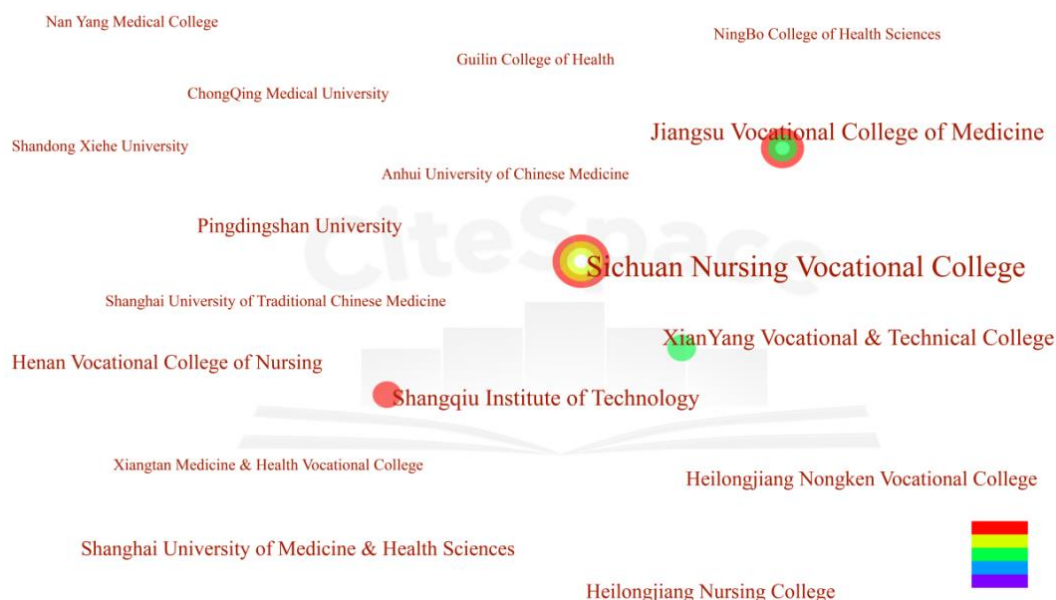 Nan Yang Medical College
NingBo College of Health Sciences
Guilin College of Health
ChongQing Medical University
Jiangsu Vocational College of Medicine
Shandong Xiehe University
Anhui University of Chinese Medicine
Pingdingshan University
CiteSpace
Sichuan Nursing Vocational College
Shanghai University of Traditional Chinese Medicine
XianYang Vocational & Technical College
Henan Vocational College of Nursing
Shangqiu Institute of Technology
Xiangtan Medicine & Health Vocational College
Heilongjiang Nongken Vocational College
Shanghai University of Medicine & Health Sciences
Heilongjiang Nursing College